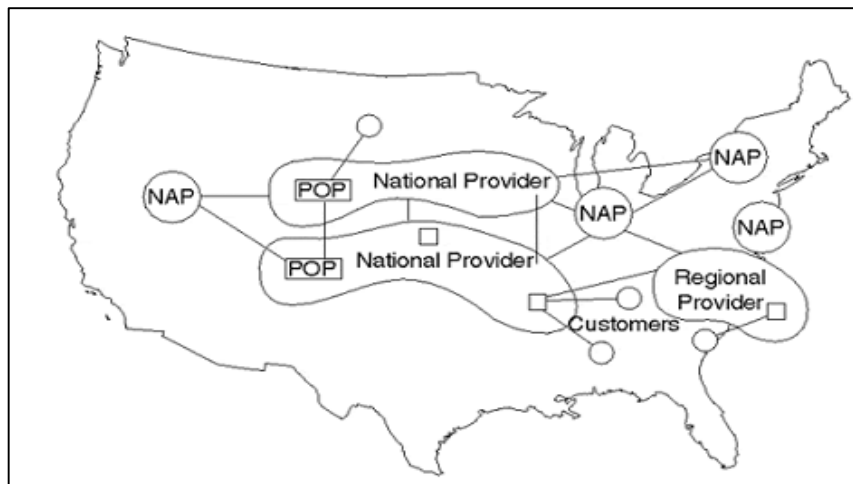 NAP
POP
National Provider
NAP
NAP
NAP
POP
National Provider
Regional
Provider
Customers